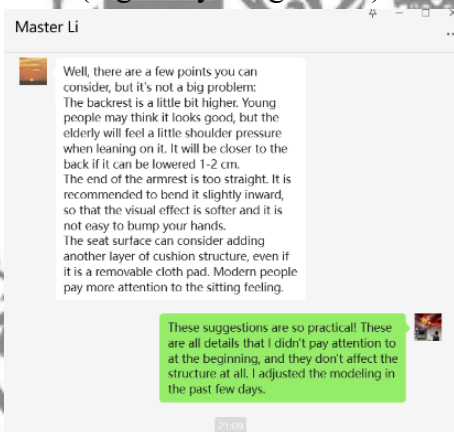 Master Li
Well, there are a few points you can
consider, but it's not a big problem:
The backrest is a little bit higher. Young
people may think it looks good, but the
elderly will feel a little shoulder pressure
when leaning on it. It will be closer to the
back if it can be lowered 1-2 cm.
The end of the armrest is too straight. It is
recommended to bend it slightly inward,
so that the visual effect is softer and it is
not easy to bump your hands.
The seat surface can consider adding
another layer of cushion structure, even if
it is a removable cloth pad. Modern people
pay more attention to the sitting feeling.
These suggestions are so practical! These
are all details that I didn't pay attention to
at the beginning, and they don't affect the
structure at all. I adjusted the modeling in
the past few days.
21:09